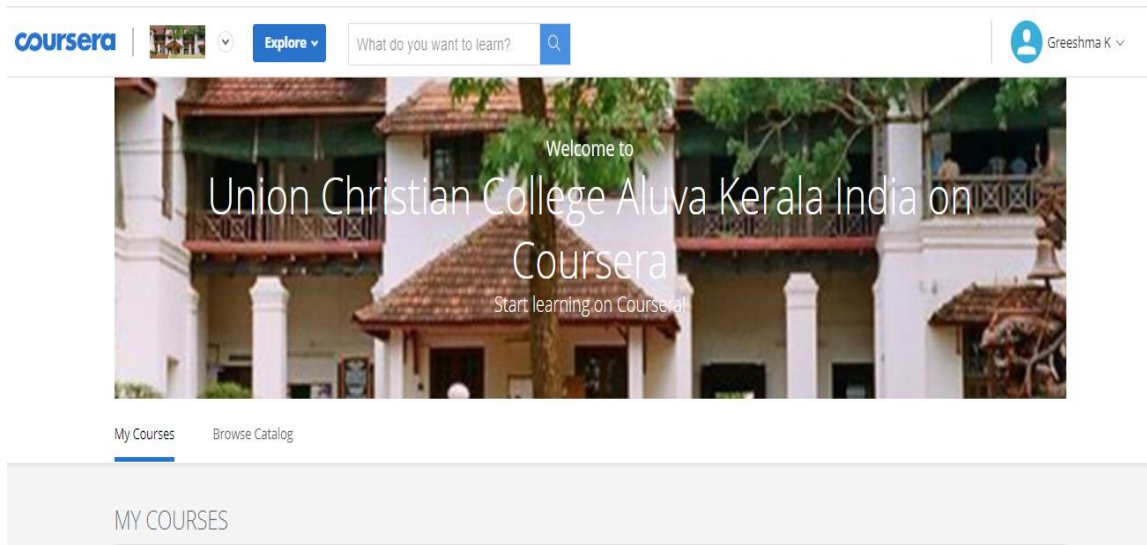 coursera
Explore
What do you want to learn?
Greeshma K
Welcome to
Union Christian College Aluva Kerala India on
Coursera
Start learning on Coursera!
My Courses
Browse Catalog
MY COURSES